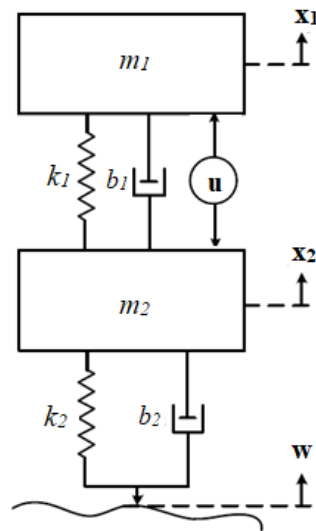 x₁
m₁
k₁
b₁
u
x₂
m₂
k₂
b₂
w